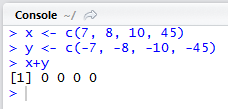 Console ~/
> x <- c(7, 8, 10, 45)
> y <- c(-7, -8, -10, -45)
> x+y
[1] 0 0 0 0
>